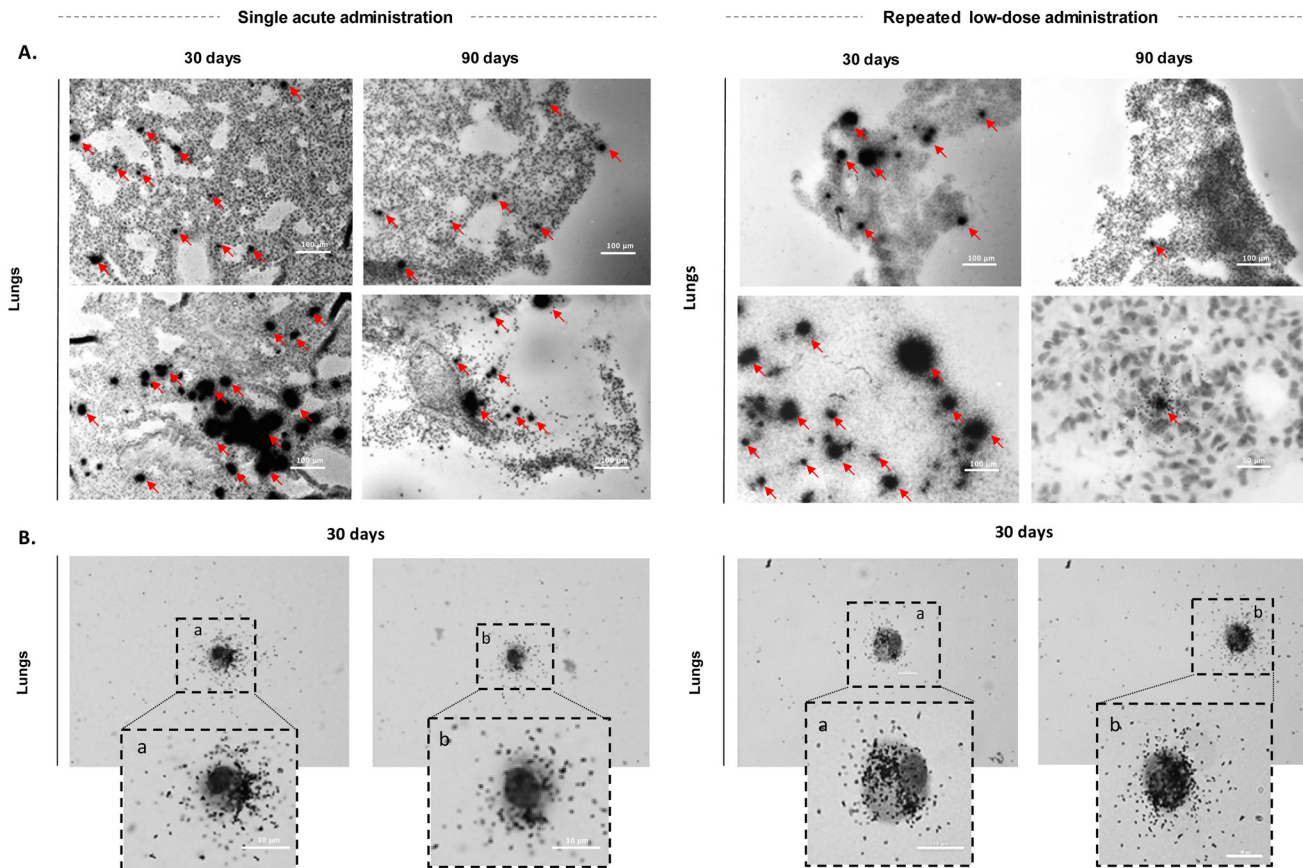 Single acute administration
Repeated low-dose administration
A.
30 days
90 days
30 days
90 days
Lungs
100 µm
100 µm
Lungs
100 µm
100 µm
100 µm
100 µm
100 µm
50 µm
B.
30 days
30 days
Lungs
a
b
Lungs
a
b
a
10 µm
b
10 µm
a
b